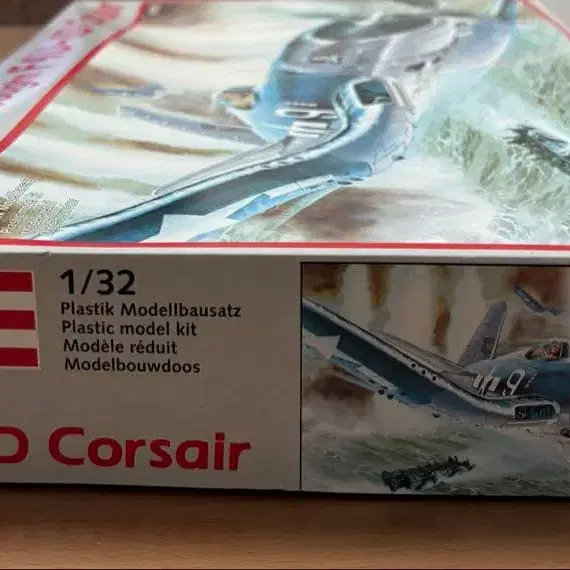 1/32
Plastik Modellbausatz
Plastic model kit
Modèle réduit
Modelbouwdoos
D Corsair